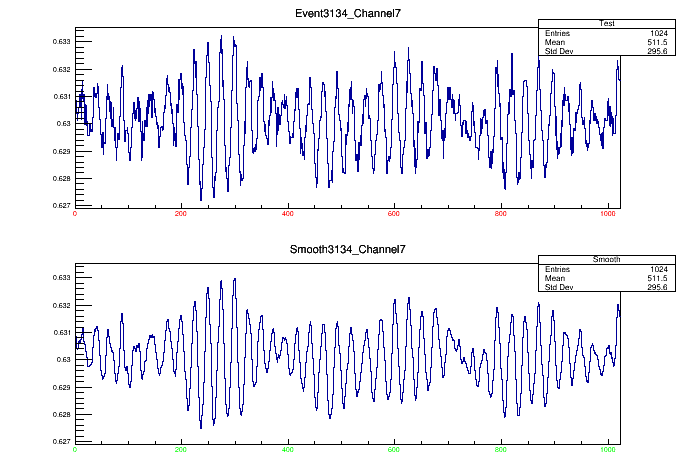 Event3134_Channel7
Test
Entries 1024
Mean 511.5
Std Dev 295.6
0.633
0.632
0.631
0.63
0.629
0.628
0.627
0 200 400 600 800 1000
Smooth3134_Channel7
Smooth
Entries 1024
Mean 511.5
Std Dev 295.6
0.633
0.632
0.631
0.63
0.629
0.628
0.627
0 200 400 600 800 1000